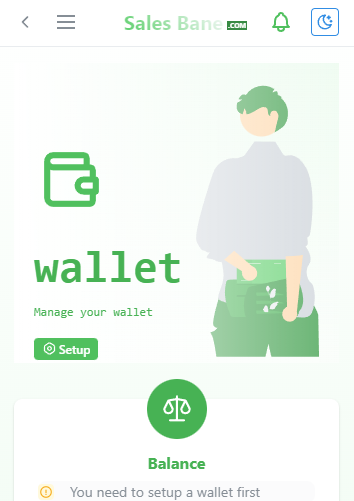 Sales Bane .COM
wallet
Manage your wallet
Setup
Balance
You need to setup a wallet first